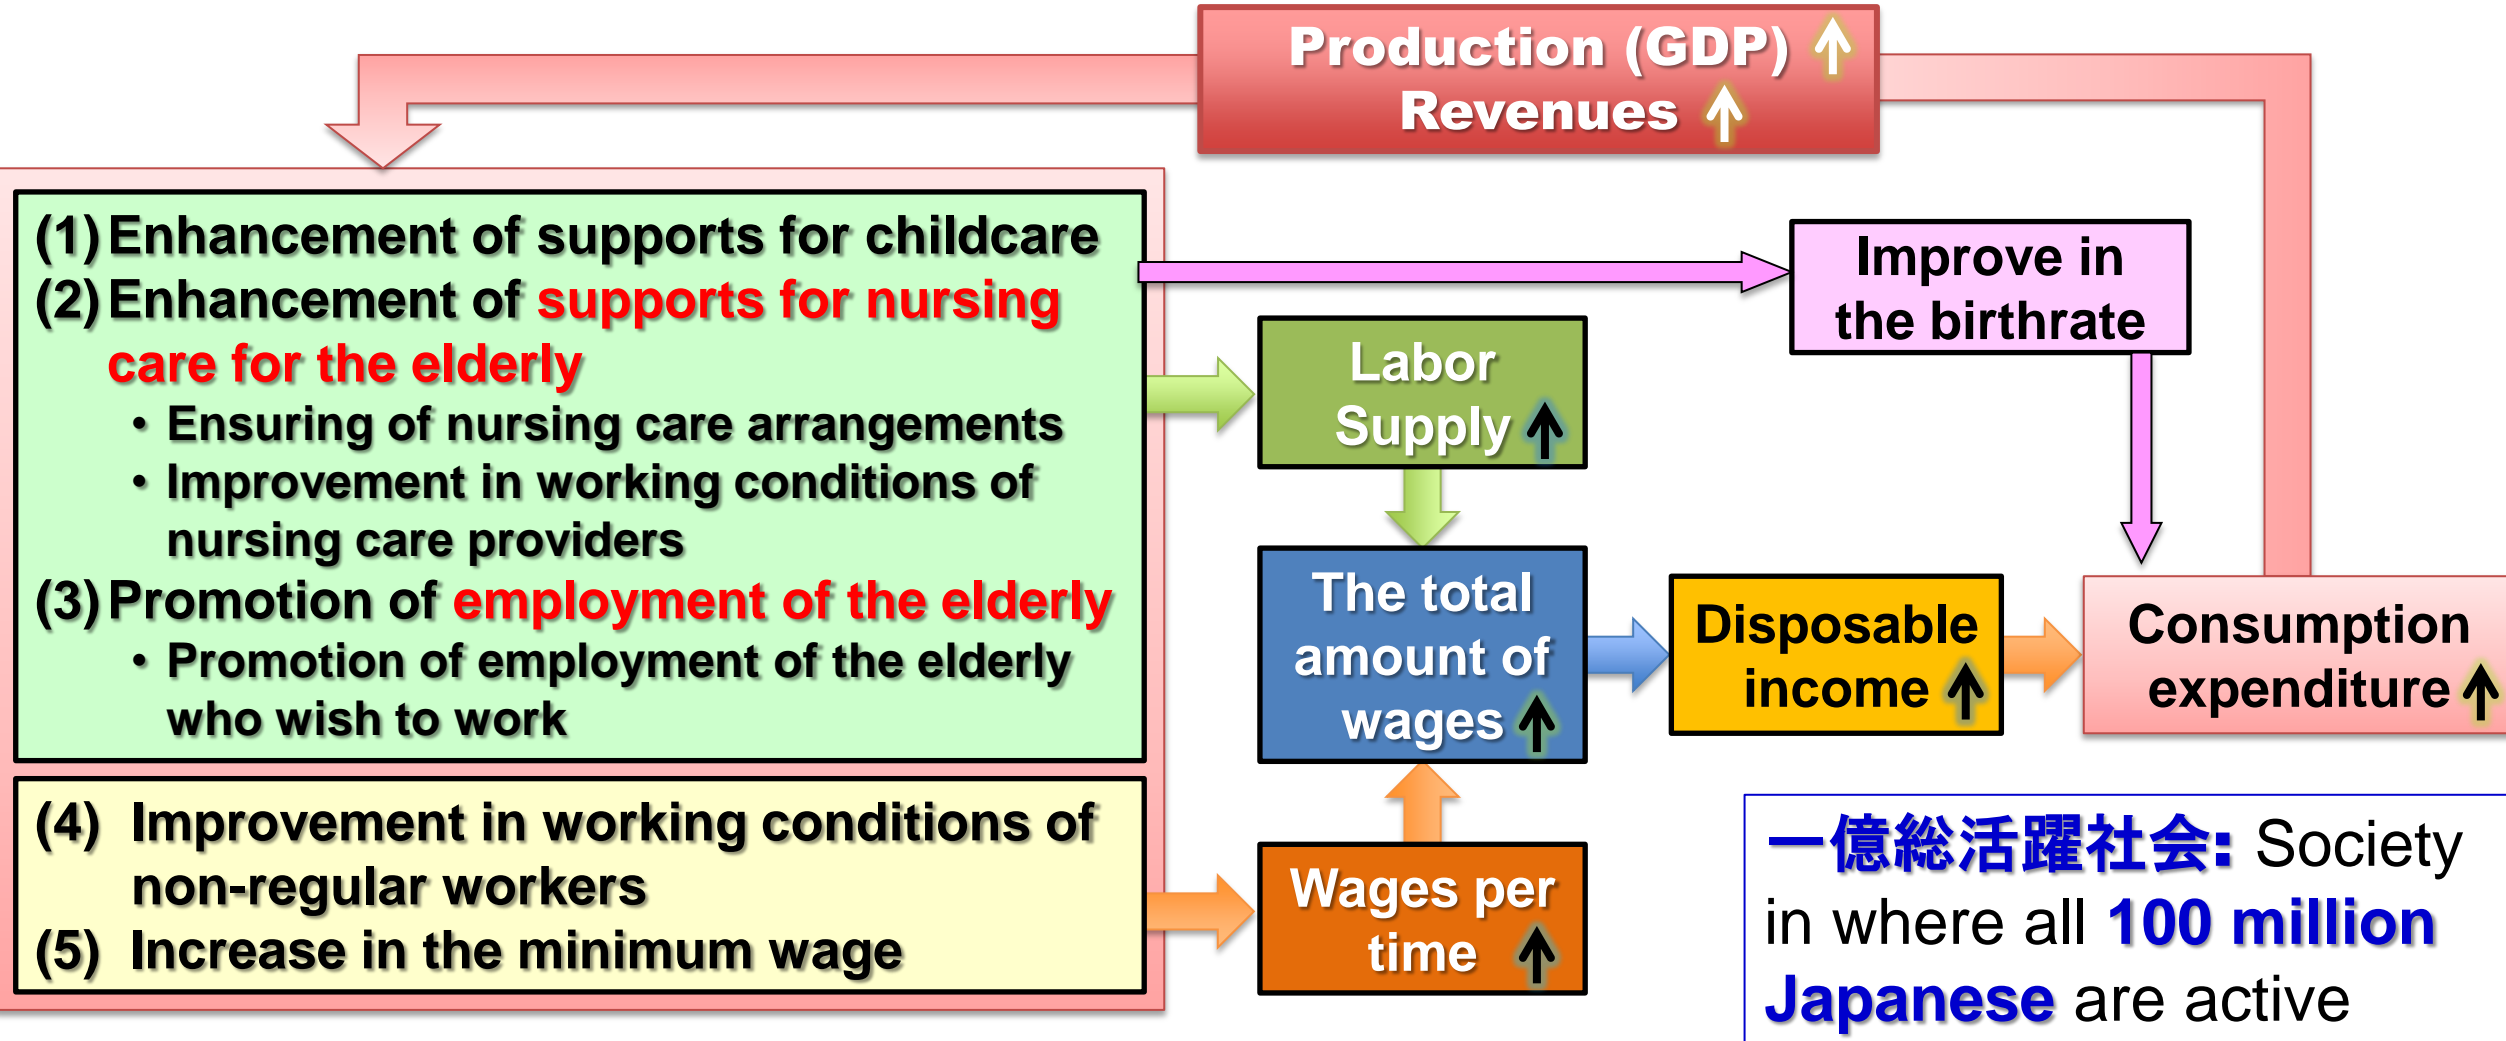 Production (GDP) ↑
Revenues ↑
(1) Enhancement of supports for childcare
(2) Enhancement of supports for nursing
care for the elderly
• Ensuring of nursing care arrangements
• Improvement in working conditions of
nursing care providers
(3) Promotion of employment of the elderly
• Promotion of employment of the elderly
who wish to work
(4) Improvement in working conditions of
non-regular workers
(5) Increase in the minimum wage
Improve in
the birthrate
Labor
Supply ↑
The total
amount of
wages ↑
Wages per
time ↑
Disposable
income ↑
Consumption
expenditure ↑
一億総活躍社会: Society
in where all 100 million
Japanese are active